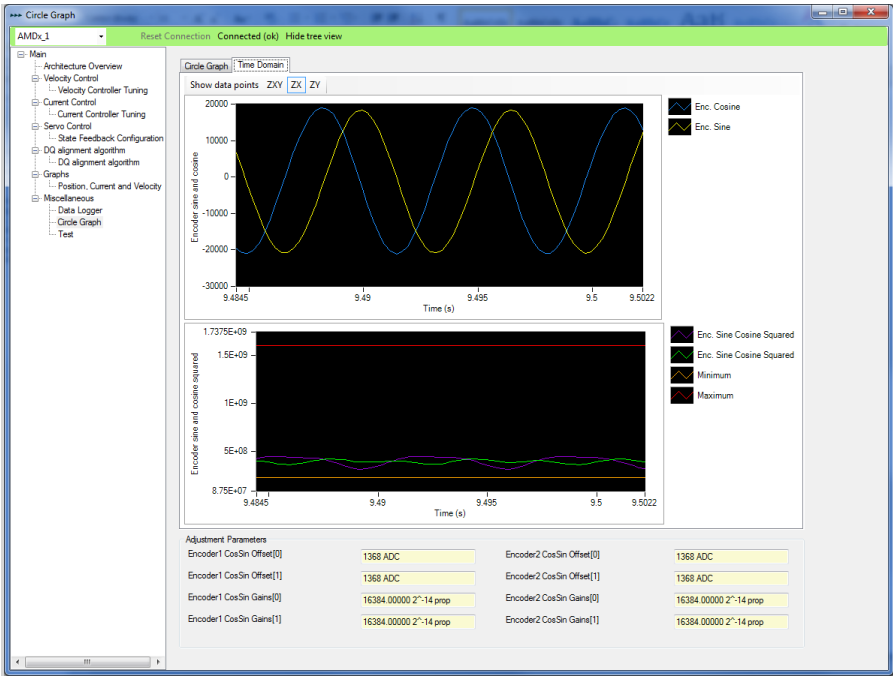 Circle Graph
AMDx_1 Reset Connection Connected (ok) Hide tree view
Main
Architecture Overview
Velocity Control
Velocity Controller Tuning
Current Control
Current Controller Tuning
Servo Control
State Feedback Configuration
DQ alignment algorithm
DQ alignment algorithm
Graphs
Position, Current and Velocity
Miscellaneous
Data Logger
Circle Graph
Test
Circle Graph Time Domain
Show data points ZXY ZX ZY
Encoder sine and cosine
20000
10000
0
-10000
-20000
-30000
9.4845 9.49 9.495 9.5 9.5022
Time (s)
Enc. Cosine
Enc. Sine
Encoder sine and cosine squared
1.7375E+09
1.5E+09
1E+09
5E+08
8.75E+07
9.4845 9.49 9.495 9.5 9.5022
Time (s)
Enc. Sine Cosine Squared
Enc. Sine Cosine Squared
Minimum
Maximum
Adjustment Parameters
Encoder1 CosSin Offset[0] 1368 ADC Encoder2 CosSin Offset[0] 1368 ADC
Encoder1 CosSin Offset[1] 1368 ADC Encoder2 CosSin Offset[1] 1368 ADC
Encoder1 CosSin Gains[0] 16384.00000 2^-14 prop Encoder2 CosSin Gains[0] 16384.00000 2^-14 prop
Encoder1 CosSin Gains[1] 16384.00000 2^-14 prop Encoder2 CosSin Gains[1] 16384.00000 2^-14 prop